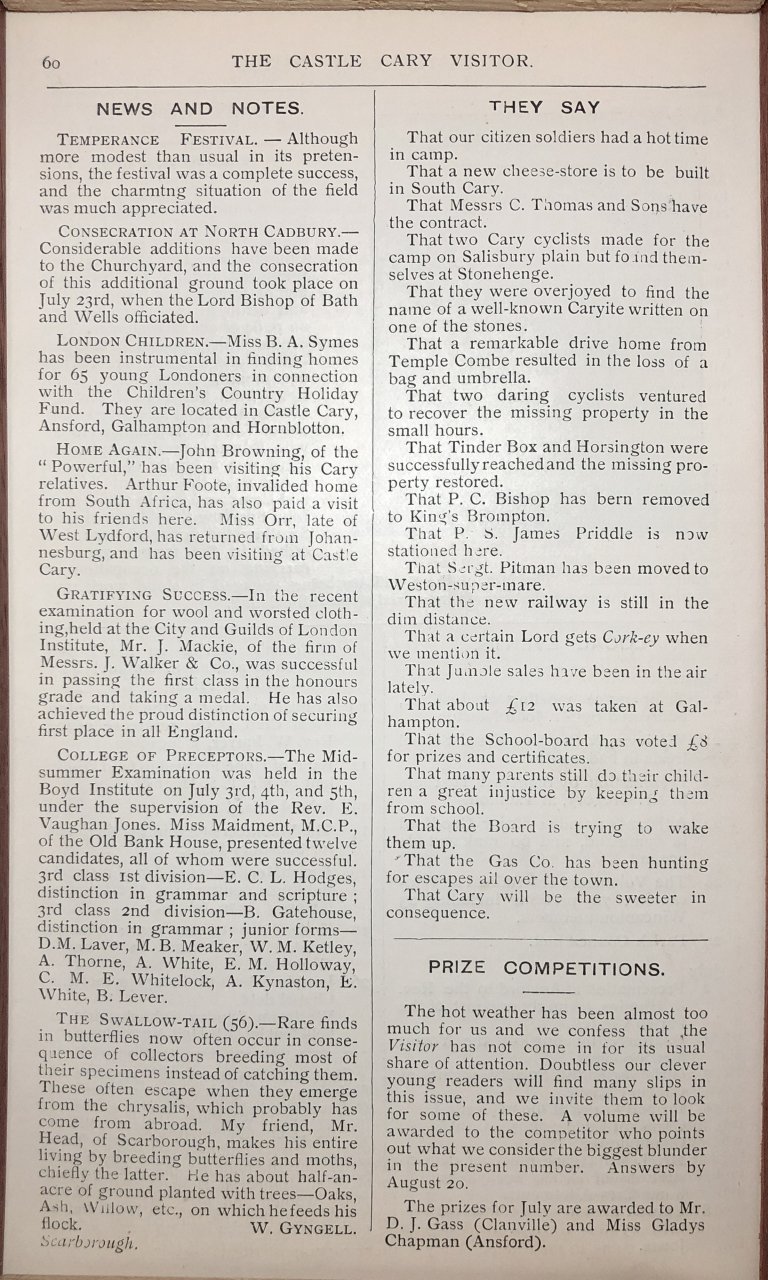 60
THE CASTLE CARY VISITOR.
NEWS AND NOTES.
TEMPERANCE FESTIVAL. — Although
more modest than usual in its preten-
sions, the festival was a complete success,
and the charmtng situation of the field
was much appreciated.
CONSECRATION AT NORTH CADBURY.—
Considerable additions have been made
to the Churchyard, and the consecration
of this additional ground took place on
July 23rd, when the Lord Bishop of Bath
and Wells officiated.
LONDON CHILDREN.—Miss B. A. Symes
has been instrumental in finding homes
for 65 young Londoners in connection
with the Children's Country Holiday
Fund. They are located in Castle Cary,
Ansford, Galhampton and Hornblotton.
HOME AGAIN.—John Browning, of the
" Powerful," has been visiting his Cary
relatives. Arthur Foote, invalided home
from South Africa, has also paid a visit
to his friends here. Miss Orr, late of
West Lydford, has returned from Johan-
nesburg, and has been visiting at Castle
Cary.
GRATIFYING SUCCESS.—In the recent
examination for wool and worsted cloth-
ing,held at the City and Guilds of London
Institute, Mr. J. Mackie, of the firm of
Messrs. J. Walker & Co., was successful
in passing the first class in the honours
grade and taking a medal. He has also
achieved the proud distinction of securing
first place in all England.
COLLEGE OF PRECEPTORS.—The Mid-
summer Examination was held in the
Boyd Institute on July 3rd, 4th, and 5th,
under the supervision of the Rev. E.
Vaughan Jones. Miss Maidment, M.C.P.,
of the Old Bank House, presented twelve
candidates, all of whom were successful.
3rd class 1st division—E. C. L. Hodges,
distinction in grammar and scripture ;
3rd class 2nd division—B. Gatehouse,
distinction in grammar ; junior forms—
D.M. Laver, M. B. Meaker, W. M. Ketley,
A. Thorne, A. White, E. M. Holloway,
C. M. E. Whitelock, A. Kynaston, E.
White, B. Lever.
THE SWALLOW-TAIL (56).—Rare finds
in butterflies now often occur in conse-
quence of collectors breeding most of
their specimens instead of catching them.
These often escape when they emerge
from the chrysalis, which probably has
come from abroad. My friend, Mr.
Head, of Scarborough, makes his entire
living by breeding butterflies and moths,
chiefly the latter. He has about half-an-
acre of ground planted with trees—Oaks,
Ash, Willow, etc., on which he feeds his
flock. W. GYNGELL.
Scarborough.
THEY SAY
That our citizen soldiers had a hot time
in camp.
That a new cheese-store is to be built
in South Cary.
That Messrs C. Thomas and Sons have
the contract.
That two Cary cyclists made for the
camp on Salisbury plain but found them-
selves at Stonehenge.
That they were overjoyed to find the
name of a well-known Caryite written on
one of the stones.
That a remarkable drive home from
Temple Combe resulted in the loss of a
bag and umbrella.
That two daring cyclists ventured
to recover the missing property in the
small hours.
That Tinder Box and Horsington were
successfully reached and the missing pro-
perty restored.
That P. C. Bishop has bern removed
to King's Brompton.
That P. S. James Priddle is now
stationed here.
That Sergt. Pitman has been moved to
Weston-super-mare.
That the new railway is still in the
dim distance.
That a certain Lord gets Cork-ey when
we mention it.
That Jumble sales have been in the air
lately.
That about £12 was taken at Gal-
hampton.
That the School-board has voted £8
for prizes and certificates.
That many parents still do their child-
ren a great injustice by keeping them
from school.
That the Board is trying to wake
them up.
That the Gas Co. has been hunting
for escapes all over the town.
That Cary will be the sweeter in
consequence.
PRIZE COMPETITIONS.
The hot weather has been almost too
much for us and we confess that the
Visitor has not come in for its usual
share of attention. Doubtless our clever
young readers will find many slips in
this issue, and we invite them to look
for some of these. A volume will be
awarded to the competitor who points
out what we consider the biggest blunder
in the present number. Answers by
August 20.
The prizes for July are awarded to Mr.
D. J. Gass (Clanville) and Miss Gladys
Chapman (Ansford).